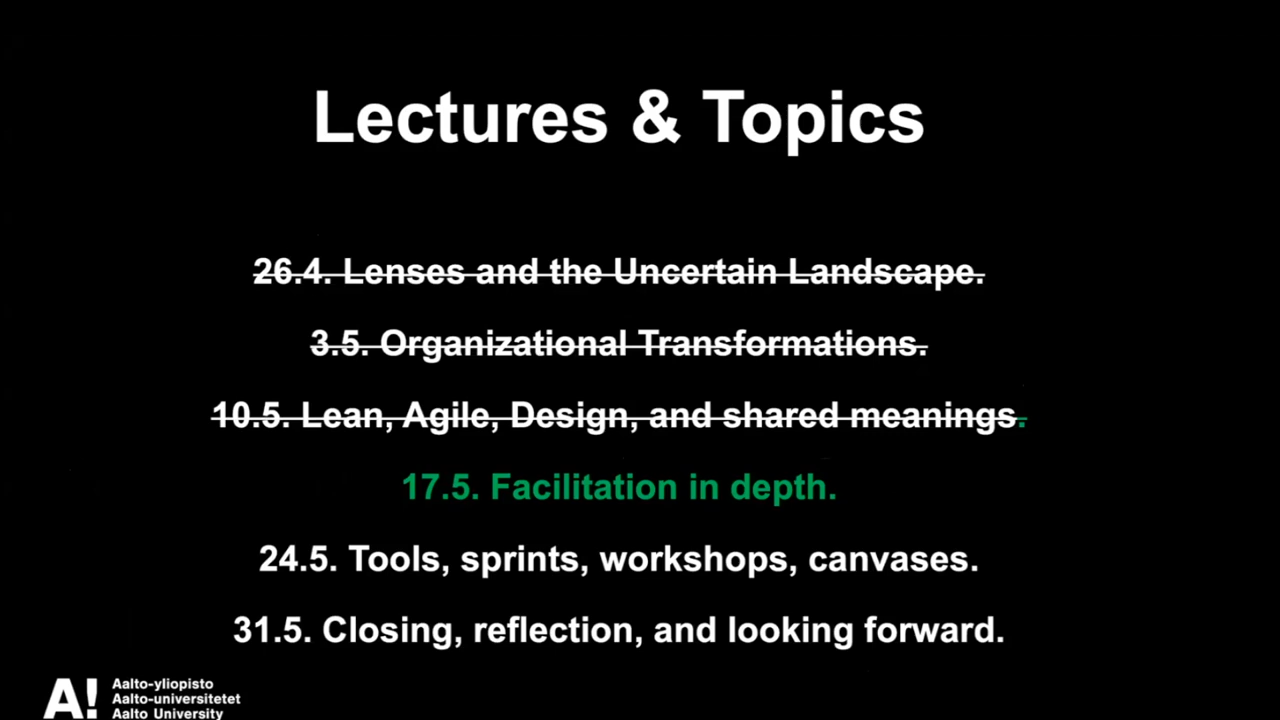 Lectures & Topics
26.4. Lenses and the Uncertain Landscape.
3.5. Organizational Transformations.
10.5. Lean, Agile, Design, and shared meanings.
17.5. Facilitation in depth.
24.5. Tools, sprints, workshops, canvases.
31.5. Closing, reflection, and looking forward.
A!
Aalto-yliopisto
Aalto-universitetet
Aalto University